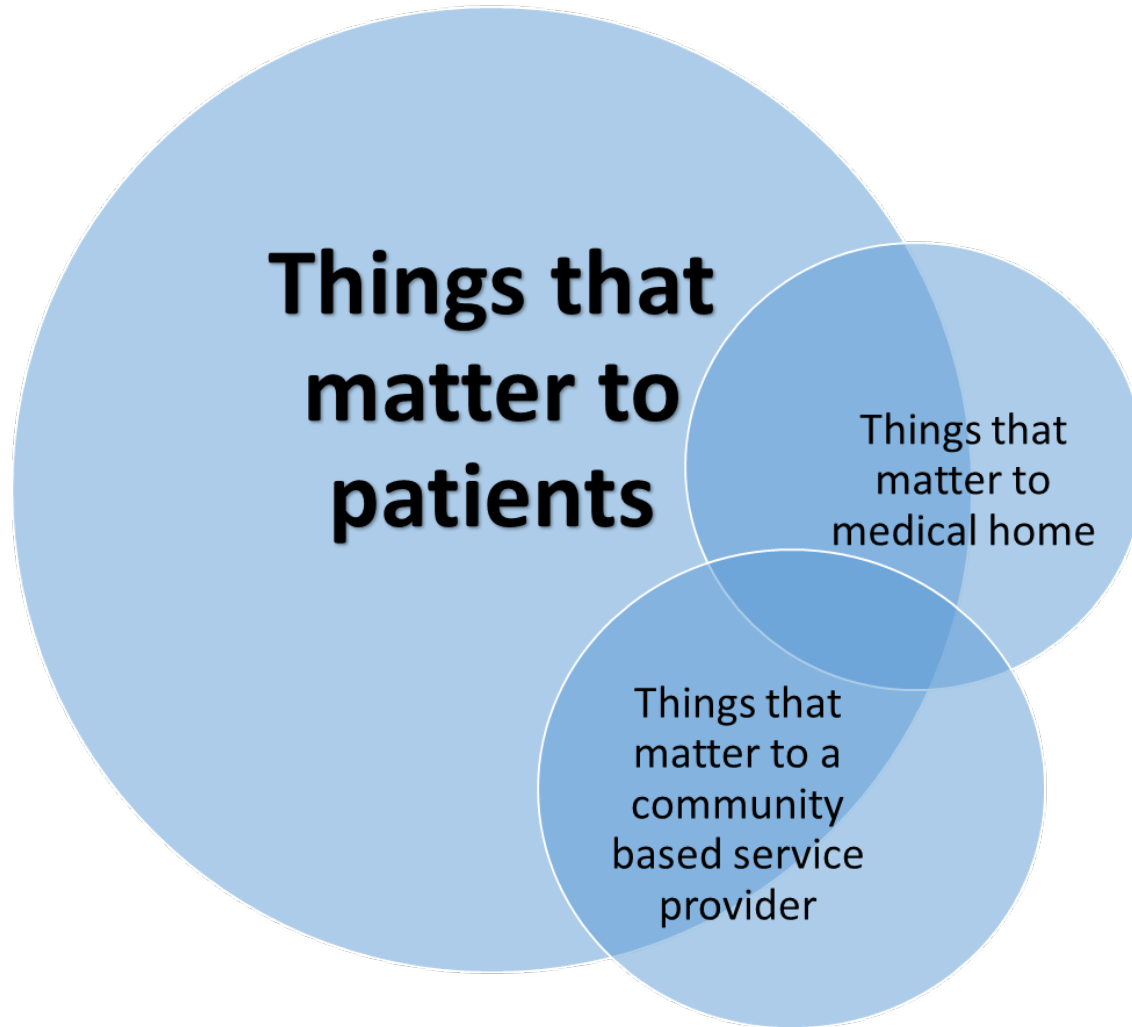 Things that
matter to
patients
Things that
matter to
medical home
Things that
matter to a
community
based service
provider